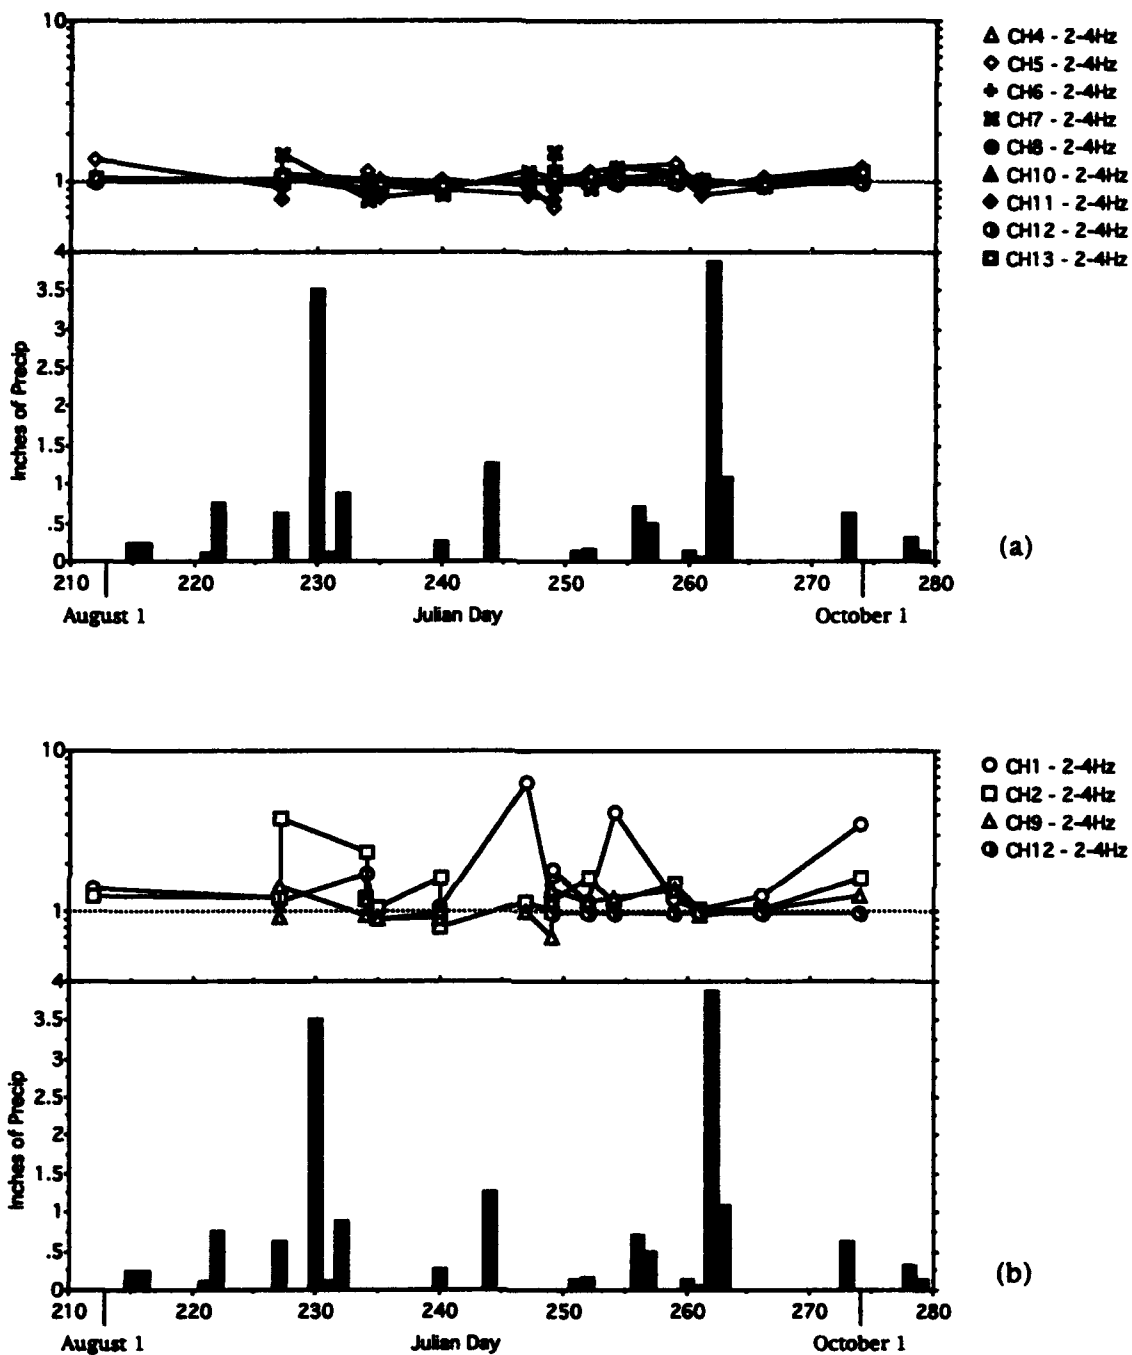 10
1
4
3.5
3
2.5
2
1.5
1
.5
0
Inches of Precip
210 220 230 240 250 260 270 280
August 1 Julian Day October 1
CH4 - 2-4Hz
CH5 - 2-4Hz
CH6 - 2-4Hz
CH7 - 2-4Hz
CH8 - 2-4Hz
CH10 - 2-4Hz
CH11 - 2-4Hz
CH12 - 2-4Hz
CH13 - 2-4Hz
(a)
10
1
4
3.5
3
2.5
2
1.5
1
.5
0
Inches of Precip
210 220 230 240 250 260 270 280
August 1 Julian Day October 1
CH1 - 2-4Hz
CH2 - 2-4Hz
CH9 - 2-4Hz
CH12 - 2-4Hz
(b)